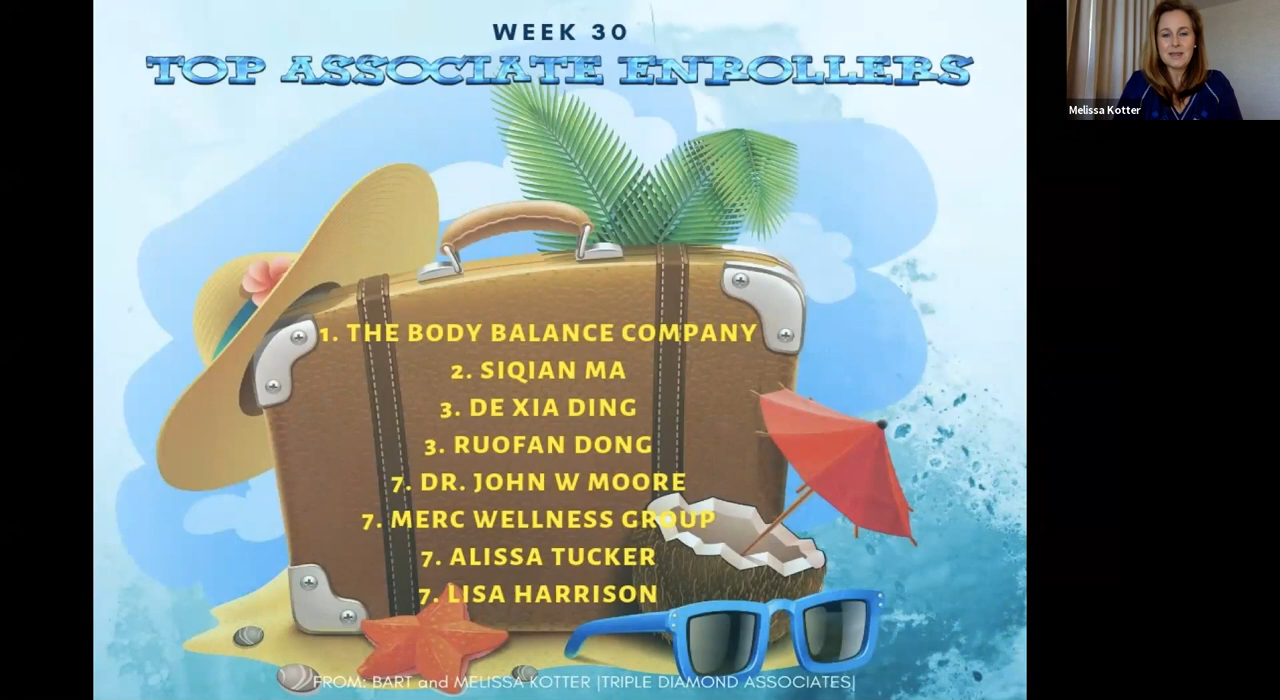 WEEK 30
TOP ASSOCIATE ENROLLERS
1. THE BODY BALANCE COMPANY
2. SIQIAN MA
3. DE XIA DING
3. RUOFAN DONG
7. DR. JOHN W MOORE
7. MERC WELLNESS GROUP
7. ALISSA TUCKER
7. LISA HARRISON
FROM: BART and MELISSA KOTTER |TRIPLE DIAMOND ASSOCIATES|
Melissa Kotter